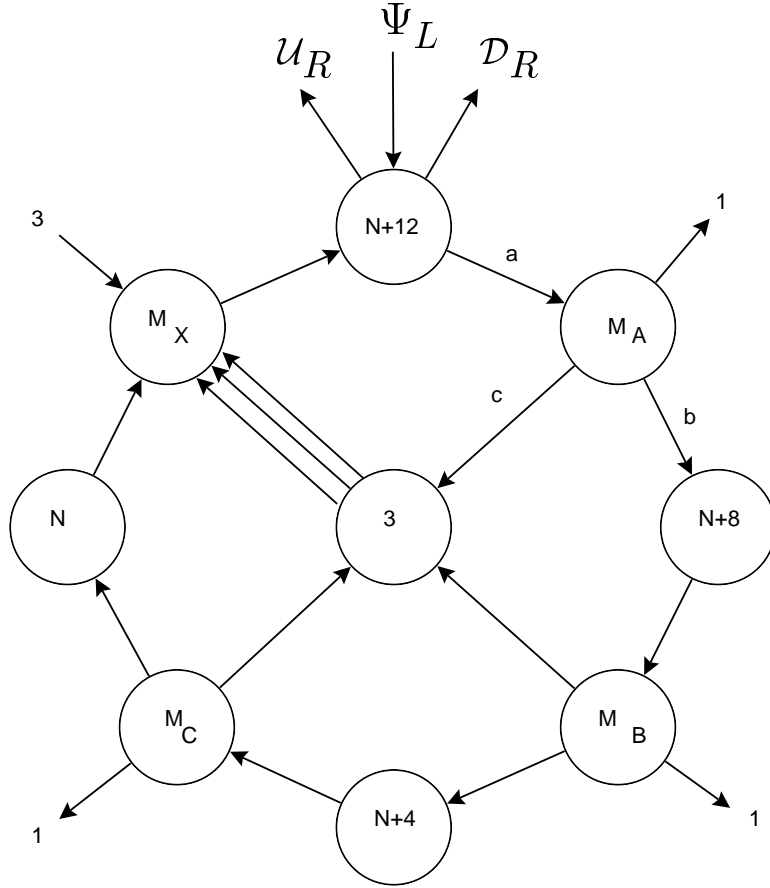 Ψ_L
𝒰_R
𝒟_R
3
N+12
a
1
M_X
M_A
c
b
N
3
N+8
M_C
M_B
1
N+4
1